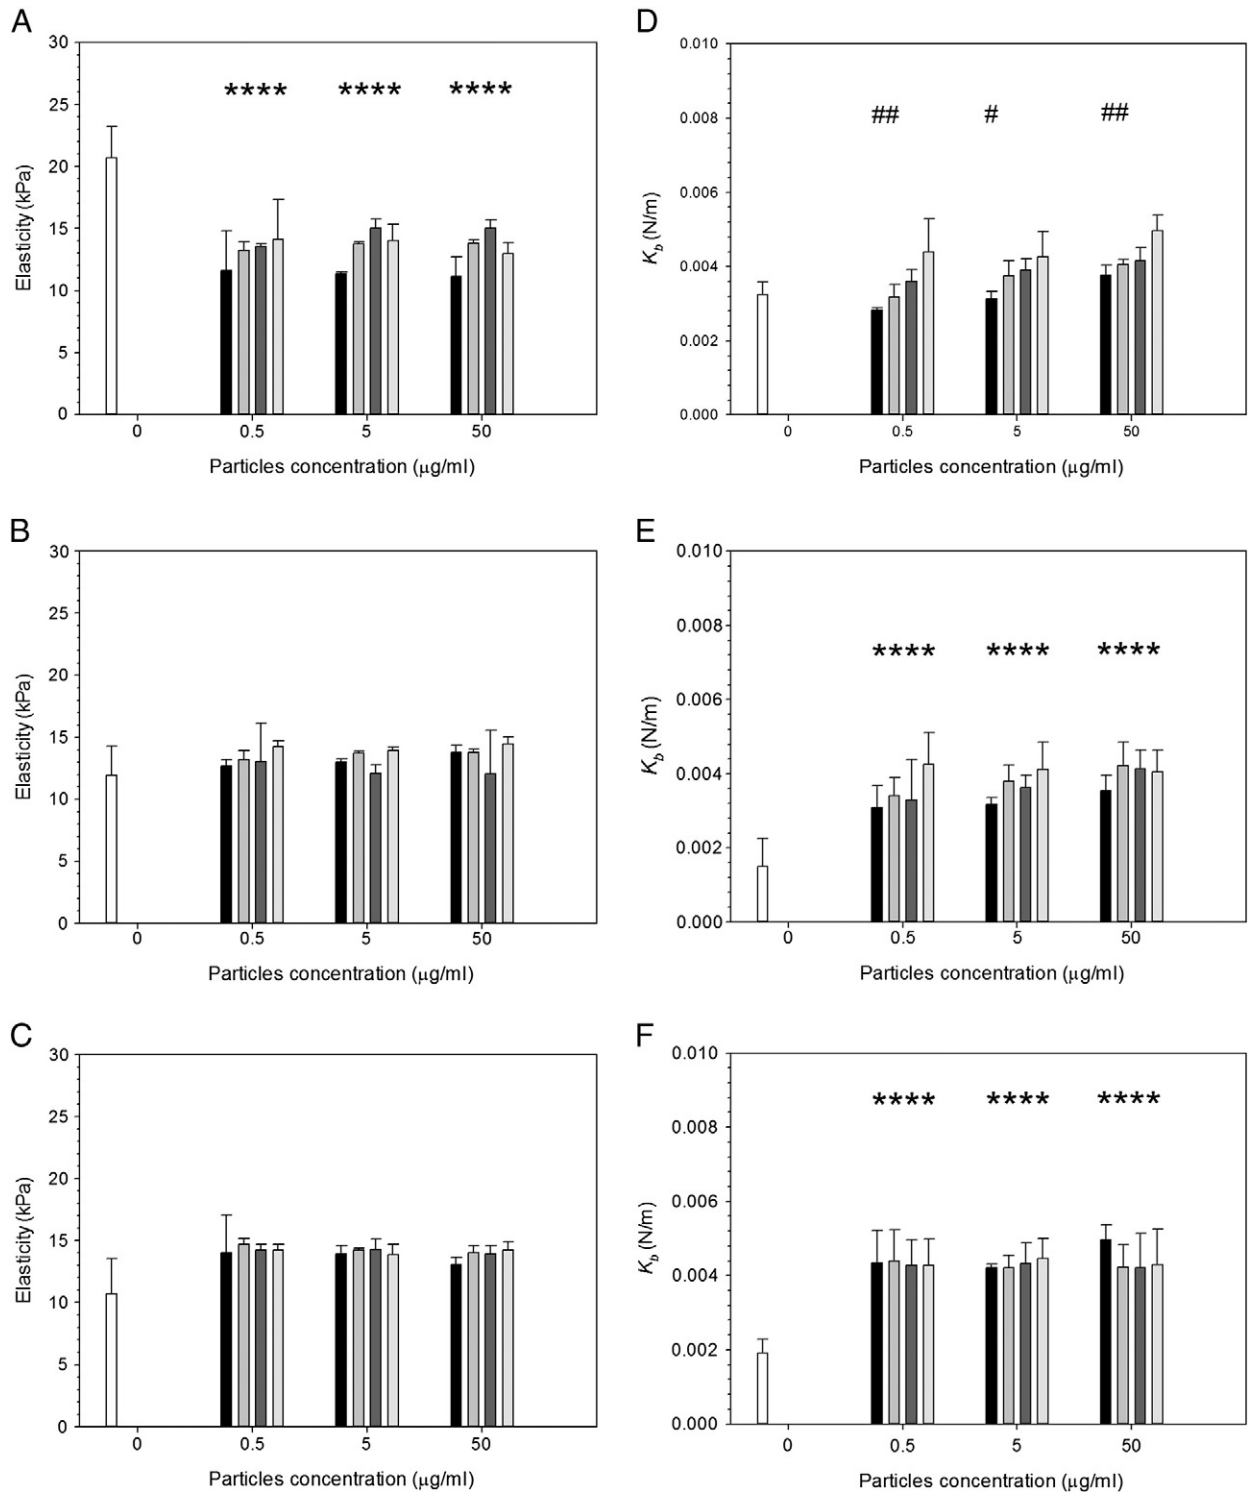 A
30
25
20
15
10
5
0
Elasticity (kPa)
**** **** ****
0 0.5 5 50
Particles concentration (μg/ml)
D
0.010
0.008
0.006
0.004
0.002
0.000
Kb (N/m)
## # ##
0 0.5 5 50
Particles concentration (μg/ml)
B
30
25
20
15
10
5
0
Elasticity (kPa)
0 0.5 5 50
Particles concentration (μg/ml)
E
0.010
0.008
0.006
0.004
0.002
0.000
Kb (N/m)
**** **** ****
0 0.5 5 50
Particles concentration (μg/ml)
C
30
25
20
15
10
5
0
Elasticity (kPa)
0 0.5 5 50
Particles concentration (μg/ml)
F
0.010
0.008
0.006
0.004
0.002
0.000
Kb (N/m)
**** **** ****
0 0.5 5 50
Particles concentration (μg/ml)